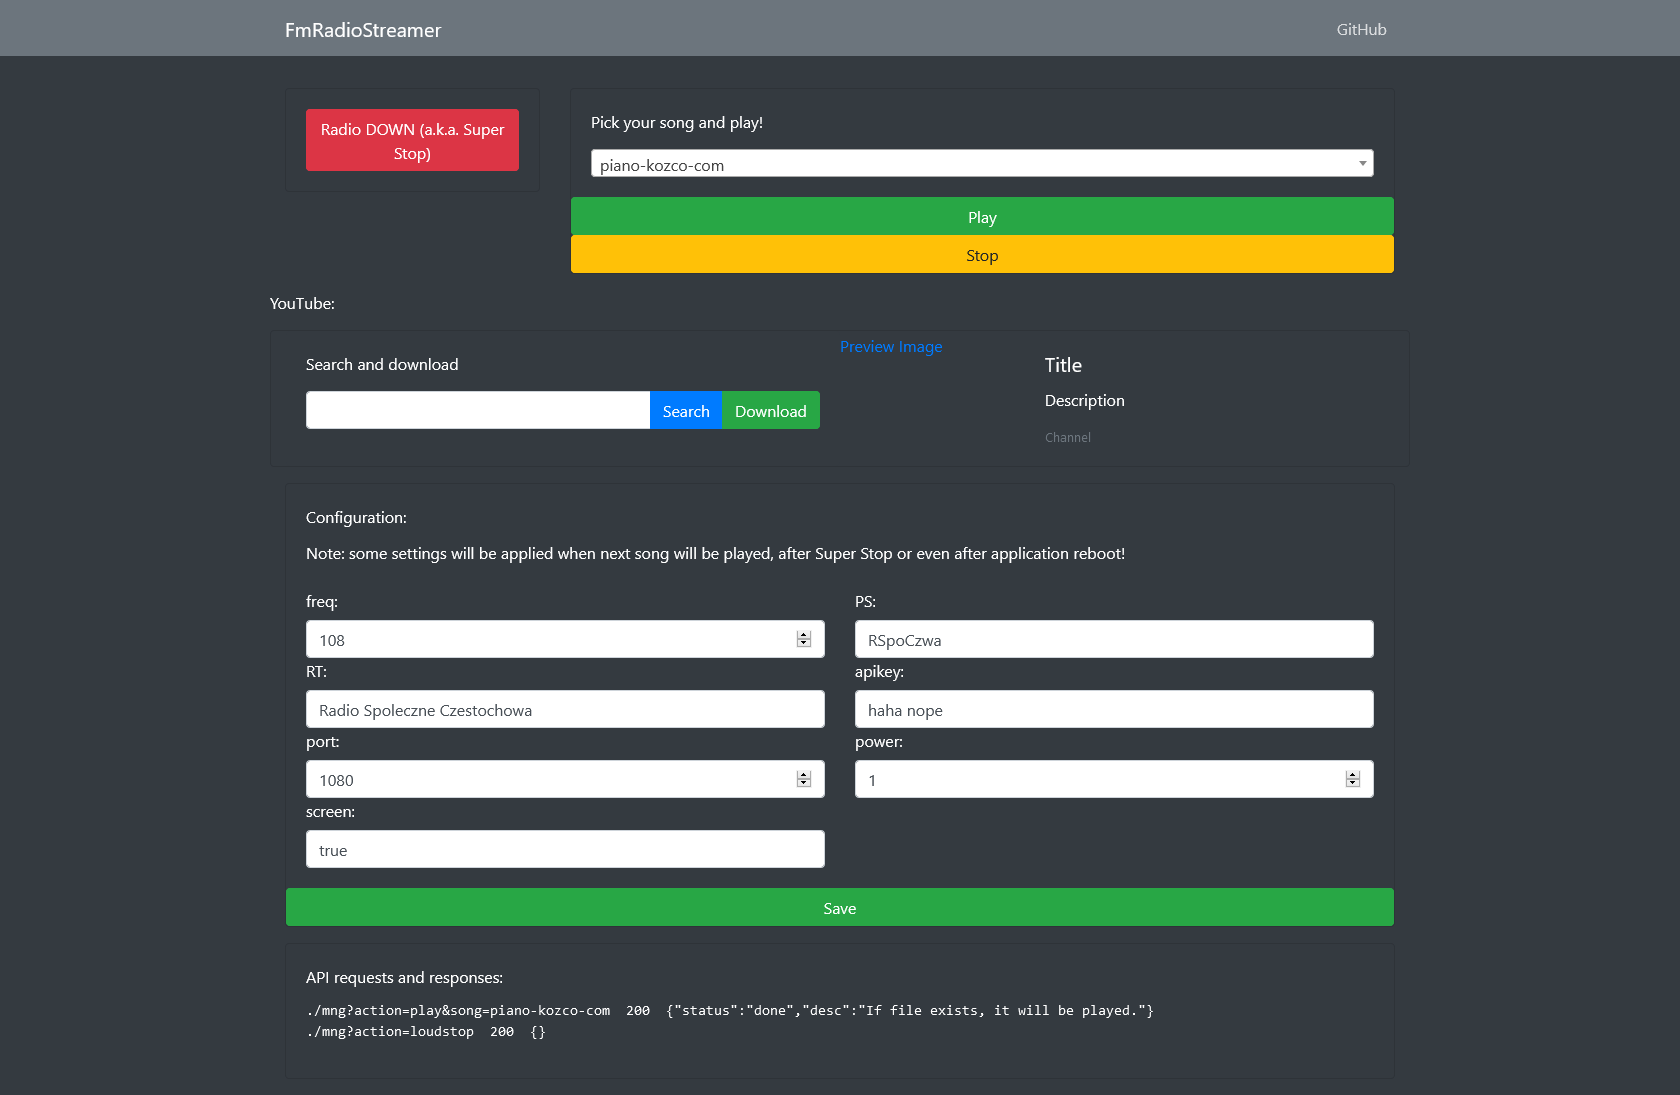 FmRadioStreamer
GitHub
Radio DOWN (a.k.a. Super
Stop)
Pick your song and play!
piano-kozco-com
Play
Stop
YouTube:
Search and download
Search
Download
Preview Image
Title
Description
Channel
Configuration:
Note: some settings will be applied when next song will be played, after Super Stop or even after application reboot!
freq:
108
PS:
RSpoCzwa
RT:
Radio Spoleczne Czestochowa
apikey:
haha nope
port:
1080
power:
1
screen:
true
Save
API requests and responses:
./mng?action=play&song=piano-kozco-com  200  {"status":"done","desc":"If file exists, it will be played."}
./mng?action=loudstop  200  {}